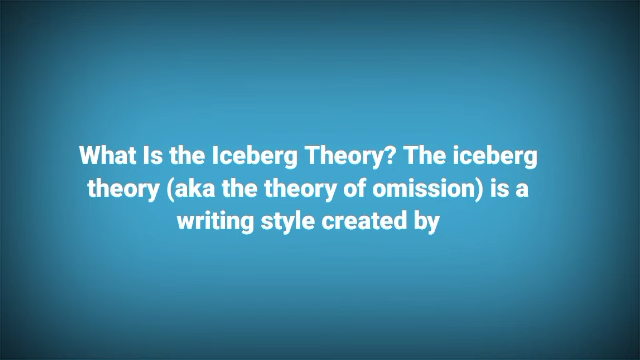 What Is the Iceberg Theory? The iceberg
theory (aka the theory of omission) is a
writing style created by